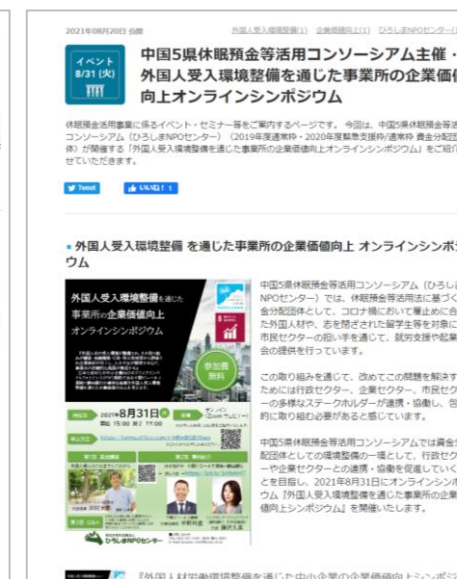 2021年08月20日 公開
外国人受入環境整備(1) 企業価値向上(1) ひろしまNPOセンター(1
イベント
8/31 (火)
中国5県休眠預金等活用コンソーシアム主催・
外国人受入環境整備を通じた事業所の企業価値
向上オンラインシンポジウム
休眠預金活用事業に係るイベント・セミナー等をご案内するページです。 今回は、中国5県休眠預金等活
コンソーシアム（ひろしまNPOセンター）（2019年度通常枠・2020年度緊急支援枠/通常枠 資金分配団
体）が開催する「外国人受入環境整備を通じた事業所の企業価値向上オンラインシンポジウム」をご紹介
せていただきます。
Tweet
いいね！ 1
外国人受入環境整備 を通じた事業所の企業価値向上 オンラインシンポジ
ウム
外国人受入環境整備を通じた
事業所の企業価値向上
オンラインシンポジウム
参加費
無料
2021年8月31日火
開始 15:00 終了 17:00
ひろしまNPOセンター
中国5県休眠預金等活用コンソーシアム（ひろしま
NPOセンター）では、休眠預金等活用法に基づく
金分配団体として、コロナ禍において雇止めに合
た外国人材や、志を閉ざされた留学生等を対象に
市民セクターの担い手を通じて、就労支援や起業
会の提供を行っています。
この取り組みを通じて、改めてこの問題を解決す
ためには行政セクター、企業セクター、市民セク
ーの多様なステークホルダーが連携・協働し、包
的に取り組む必要があると感じています。
中国5県休眠預金等活用コンソーシアムでは資金分
配団体としての環境整備の一環として、行政セク
ーや企業セクターとの連携・協働を促進していく
とを目指し、2021年8月31日にオンラインシンポ
ウム『外国人受入環境整備を通じた事業所の企業
値向上シンポジウム』を開催いたします。
『外国人材労働環境整備を通じた中小企業の企業価値向上シンポジ